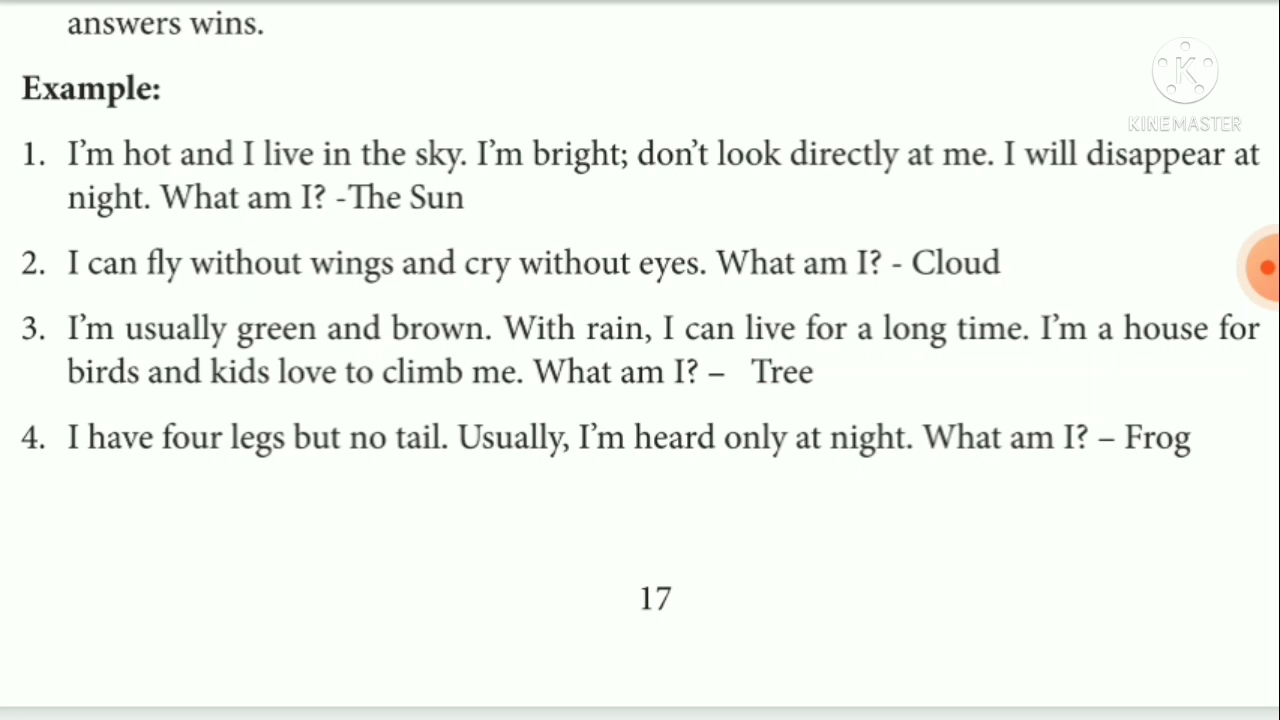 answers wins.
KINEMASTER
Example:
1. I'm hot and I live in the sky. I'm bright; don't look directly at me. I will disappear at
night. What am I? -The Sun
2. I can fly without wings and cry without eyes. What am I? - Cloud
3. I'm usually green and brown. With rain, I can live for a long time. I'm a house for
birds and kids love to climb me. What am I? – Tree
4. I have four legs but no tail. Usually, I'm heard only at night. What am I? – Frog
17